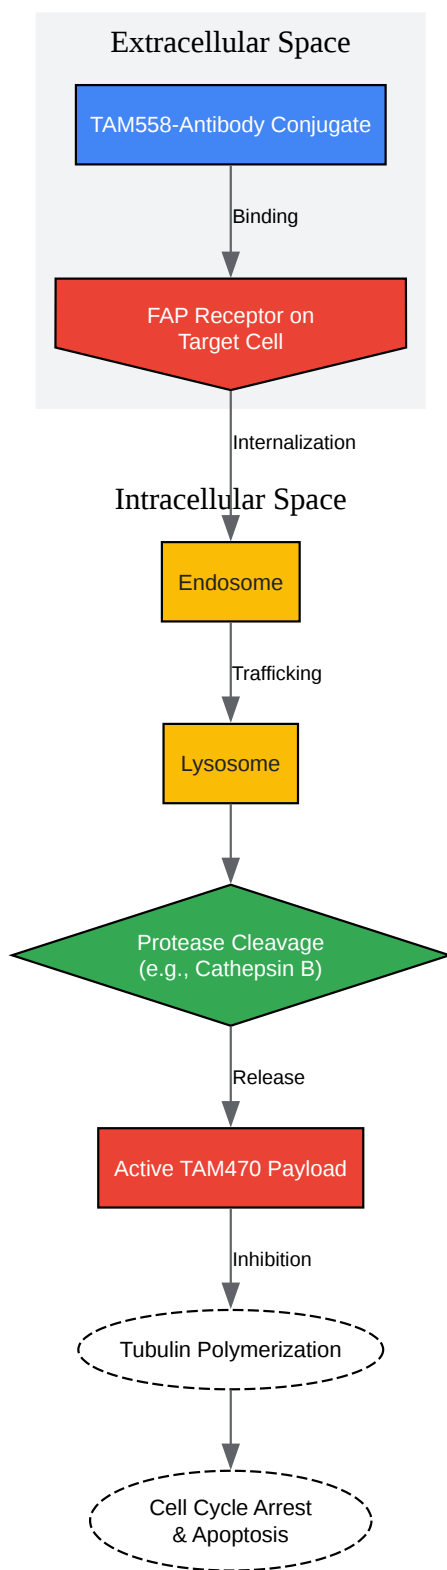 Extracellular Space
TAM558-Antibody Conjugate
Binding
FAP Receptor on
Target Cell
Internalization
Intracellular Space
Endosome
Trafficking
Lysosome
Protease Cleavage
(e.g., Cathepsin B)
Release
Active TAM470 Payload
Inhibition
Tubulin Polymerization
Cell Cycle Arrest
& Apoptosis